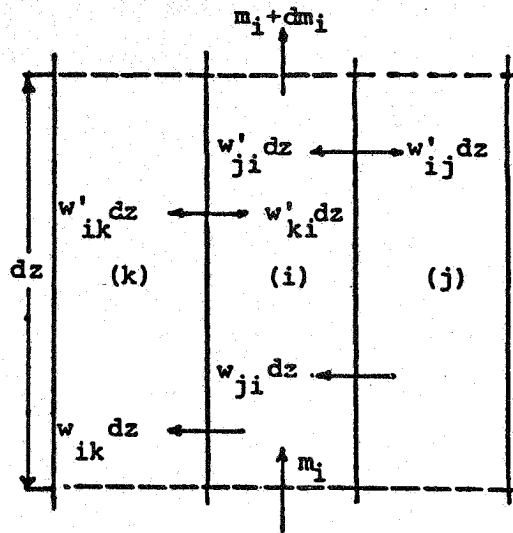 m_i+dm_i
w'_ji dz w'_ij dz
w'_ik dz w'_ki dz
dz (k) (i) (j)
w_ji dz
w_ik dz
m_i